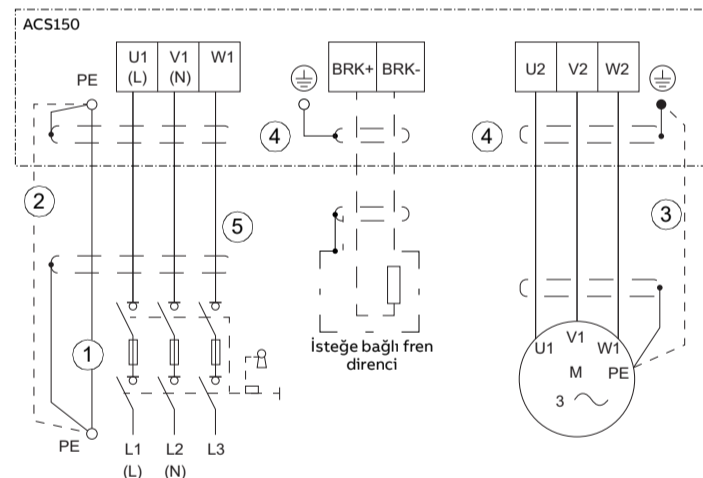 ACS150
PE
U1
(L)
V1
(N)
W1
BRK+
BRK-
U2
V2
W2
4
4
2
5
3
1
İsteğe bağlı fren
direnci
U1
V1
W1
M
PE
3
PE
L1
(L)
L2
(N)
L3